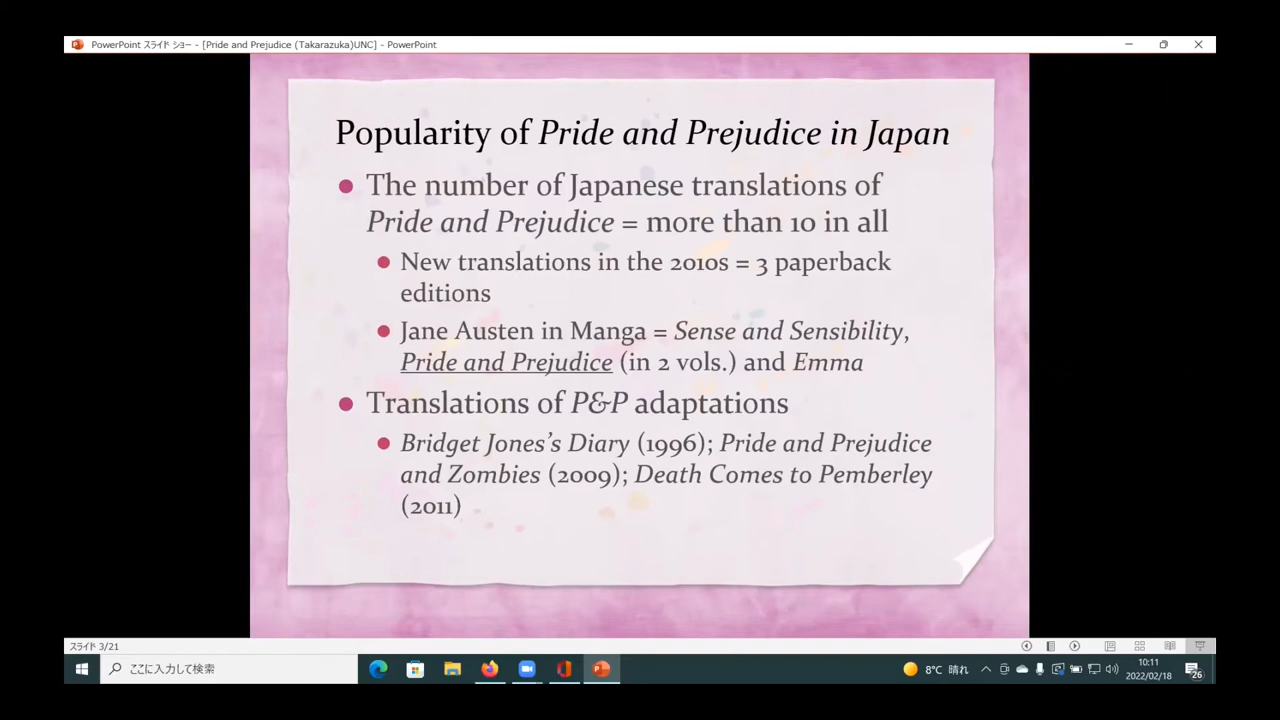 PowerPoint スライド ショー - [Pride and Prejudice (Takarazuka)UNC] - PowerPoint
Popularity of Pride and Prejudice in Japan
The number of Japanese translations of
Pride and Prejudice = more than 10 in all
New translations in the 2010s = 3 paperback
editions
Jane Austen in Manga = Sense and Sensibility,
Pride and Prejudice (in 2 vols.) and Emma
Translations of P&P adaptations
Bridget Jones's Diary (1996); Pride and Prejudice
and Zombies (2009); Death Comes to Pemberley
(2011)
スライド 3/21
ここに入力して検索
8°C 晴れ
10:11
2022/02/18
26